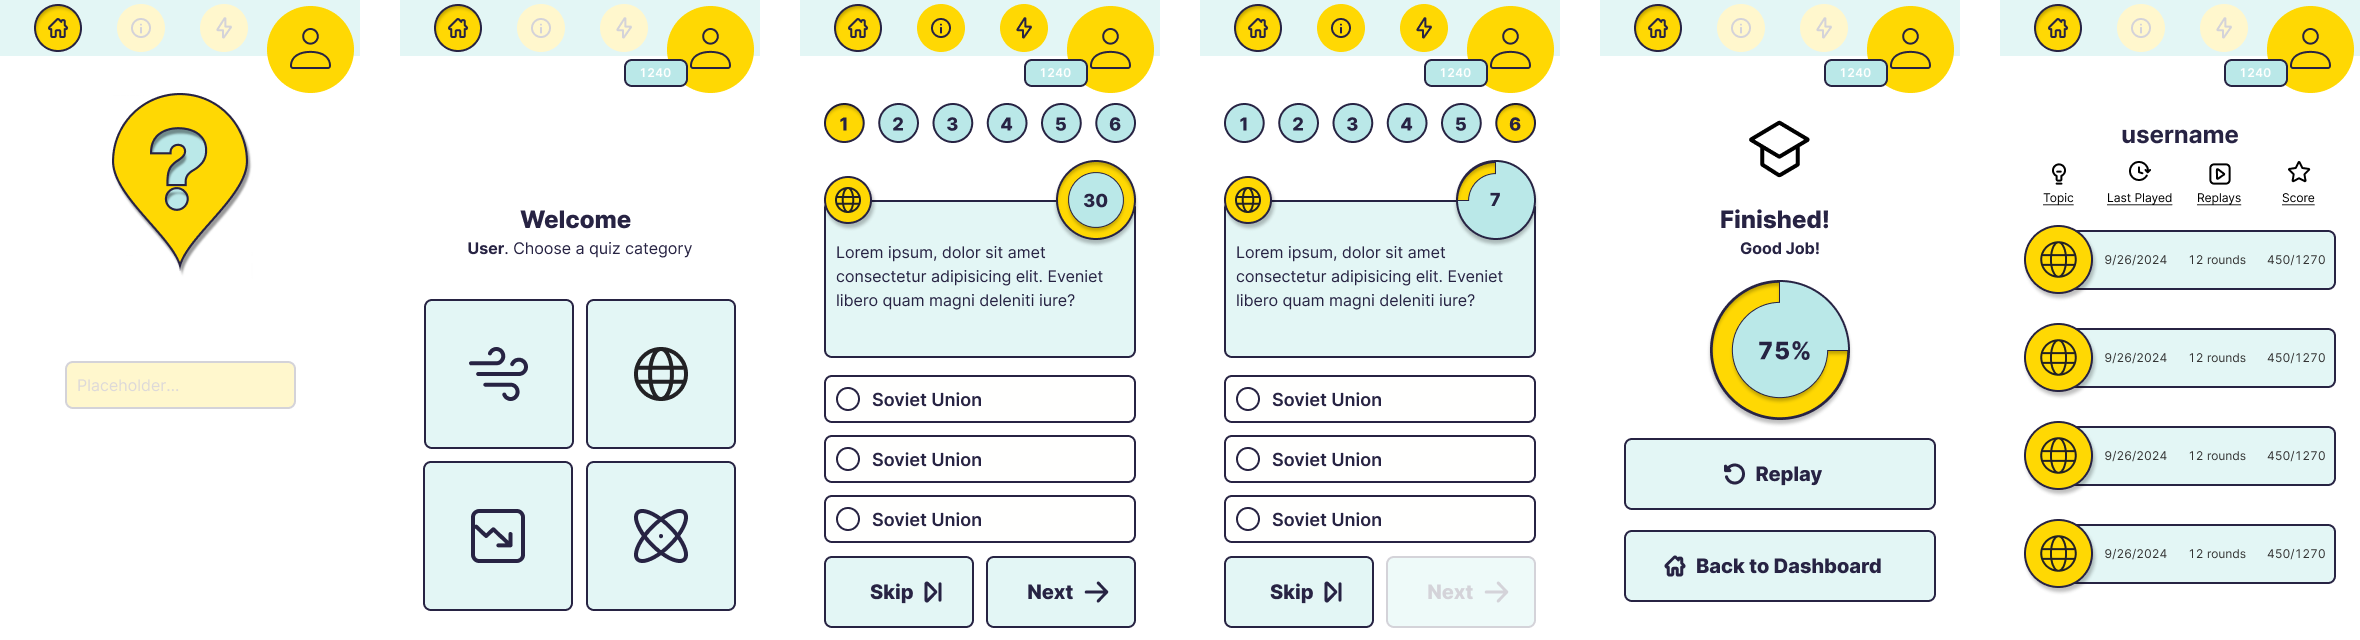 ?
Placeholder...
1240
Welcome
User. Choose a quiz category
1240
1 2 3 4 5 6
30
Lorem ipsum, dolor sit amet
consectetur adipisicing elit. Eveniet
libero quam magni deleniti iure?
Soviet Union
Soviet Union
Soviet Union
Skip Next
1240
1 2 3 4 5 6
7
Lorem ipsum, dolor sit amet
consectetur adipisicing elit. Eveniet
libero quam magni deleniti iure?
Soviet Union
Soviet Union
Soviet Union
Skip Next
1240
Finished!
Good Job!
75%
Replay
Back to Dashboard
1240
username
Topic Last Played Replays Score
9/26/2024 12 rounds 450/1270
9/26/2024 12 rounds 450/1270
9/26/2024 12 rounds 450/1270
9/26/2024 12 rounds 450/1270